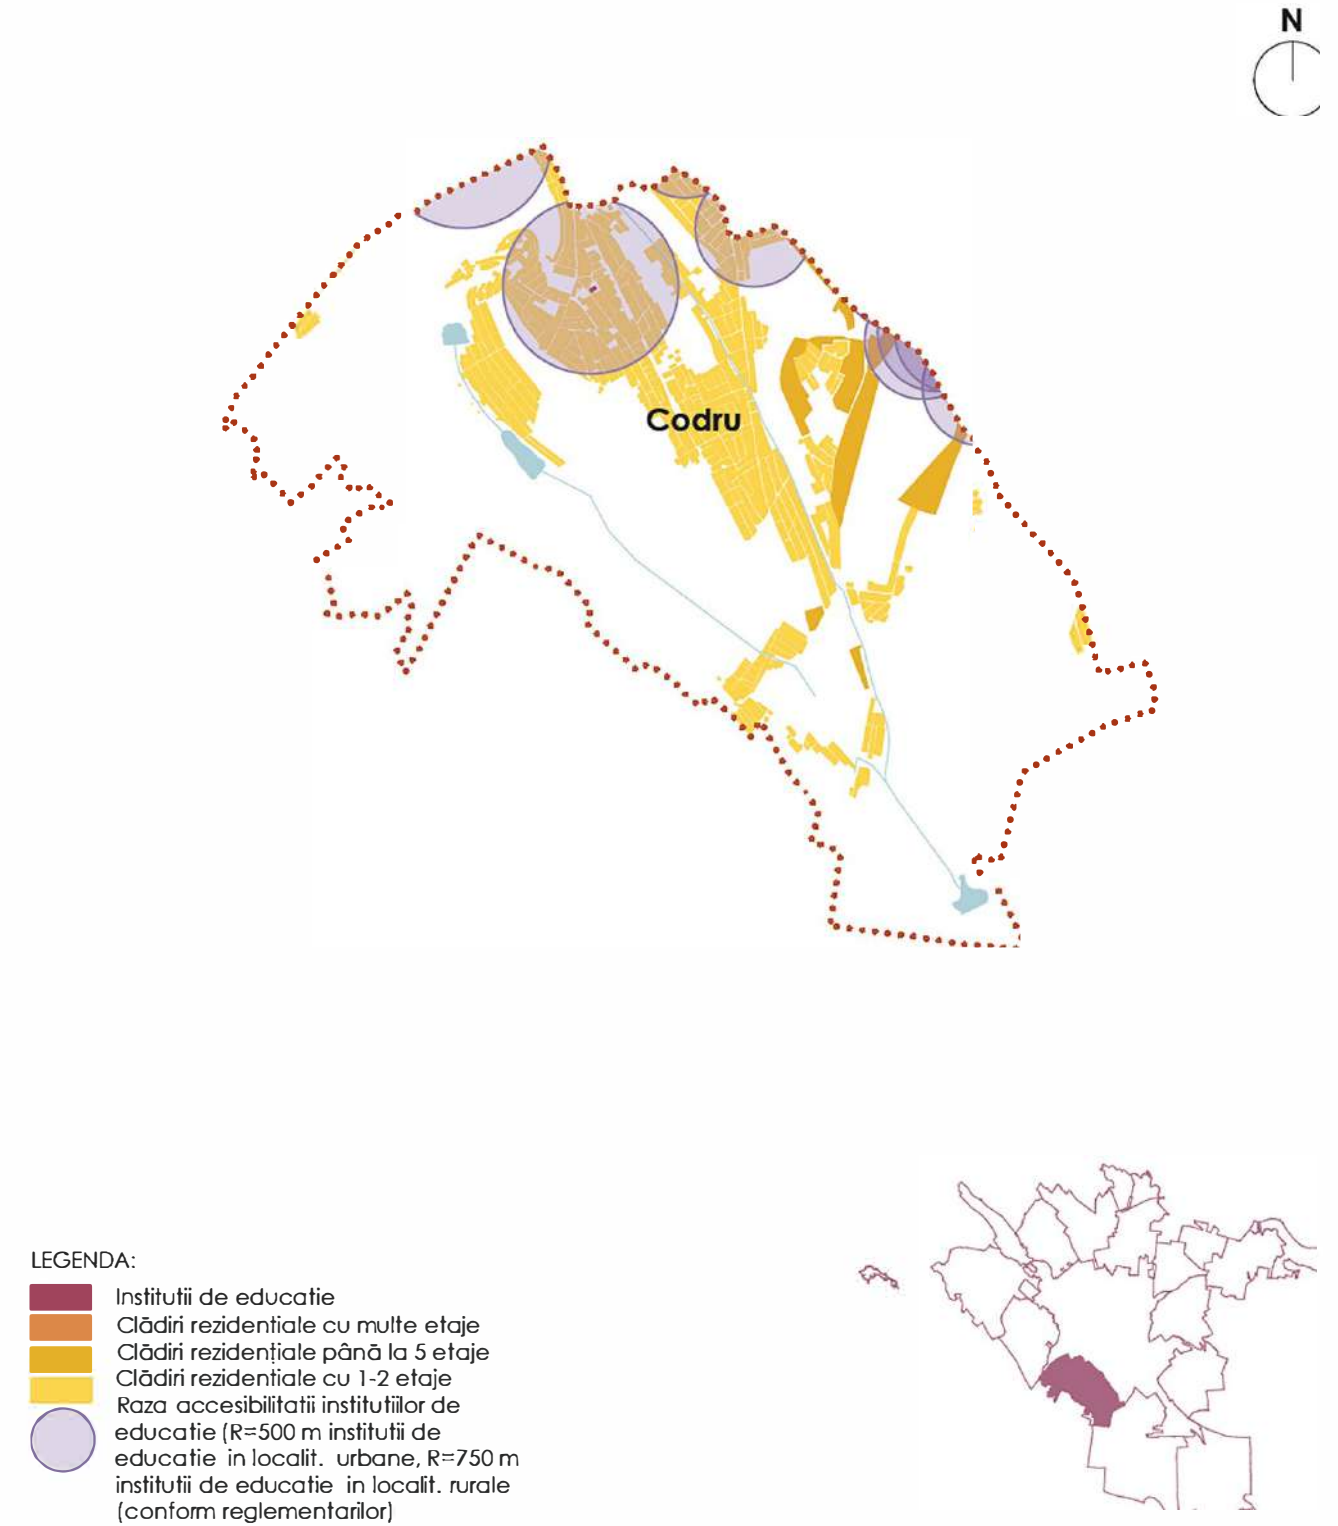 N
Codru
LEGENDA:
Institutii de educatie
Clădiri rezidentiale cu multe etaje
Clădiri rezidențiale până la 5 etaje
Clădiri rezidentiale cu 1-2 etaje
Raza accesibilitatii institutiilor de
educatie (R=500 m institutii de
educatie in localit. urbane, R=750 m
institutii de educatie in localit. rurale
(conform reglementarilor)